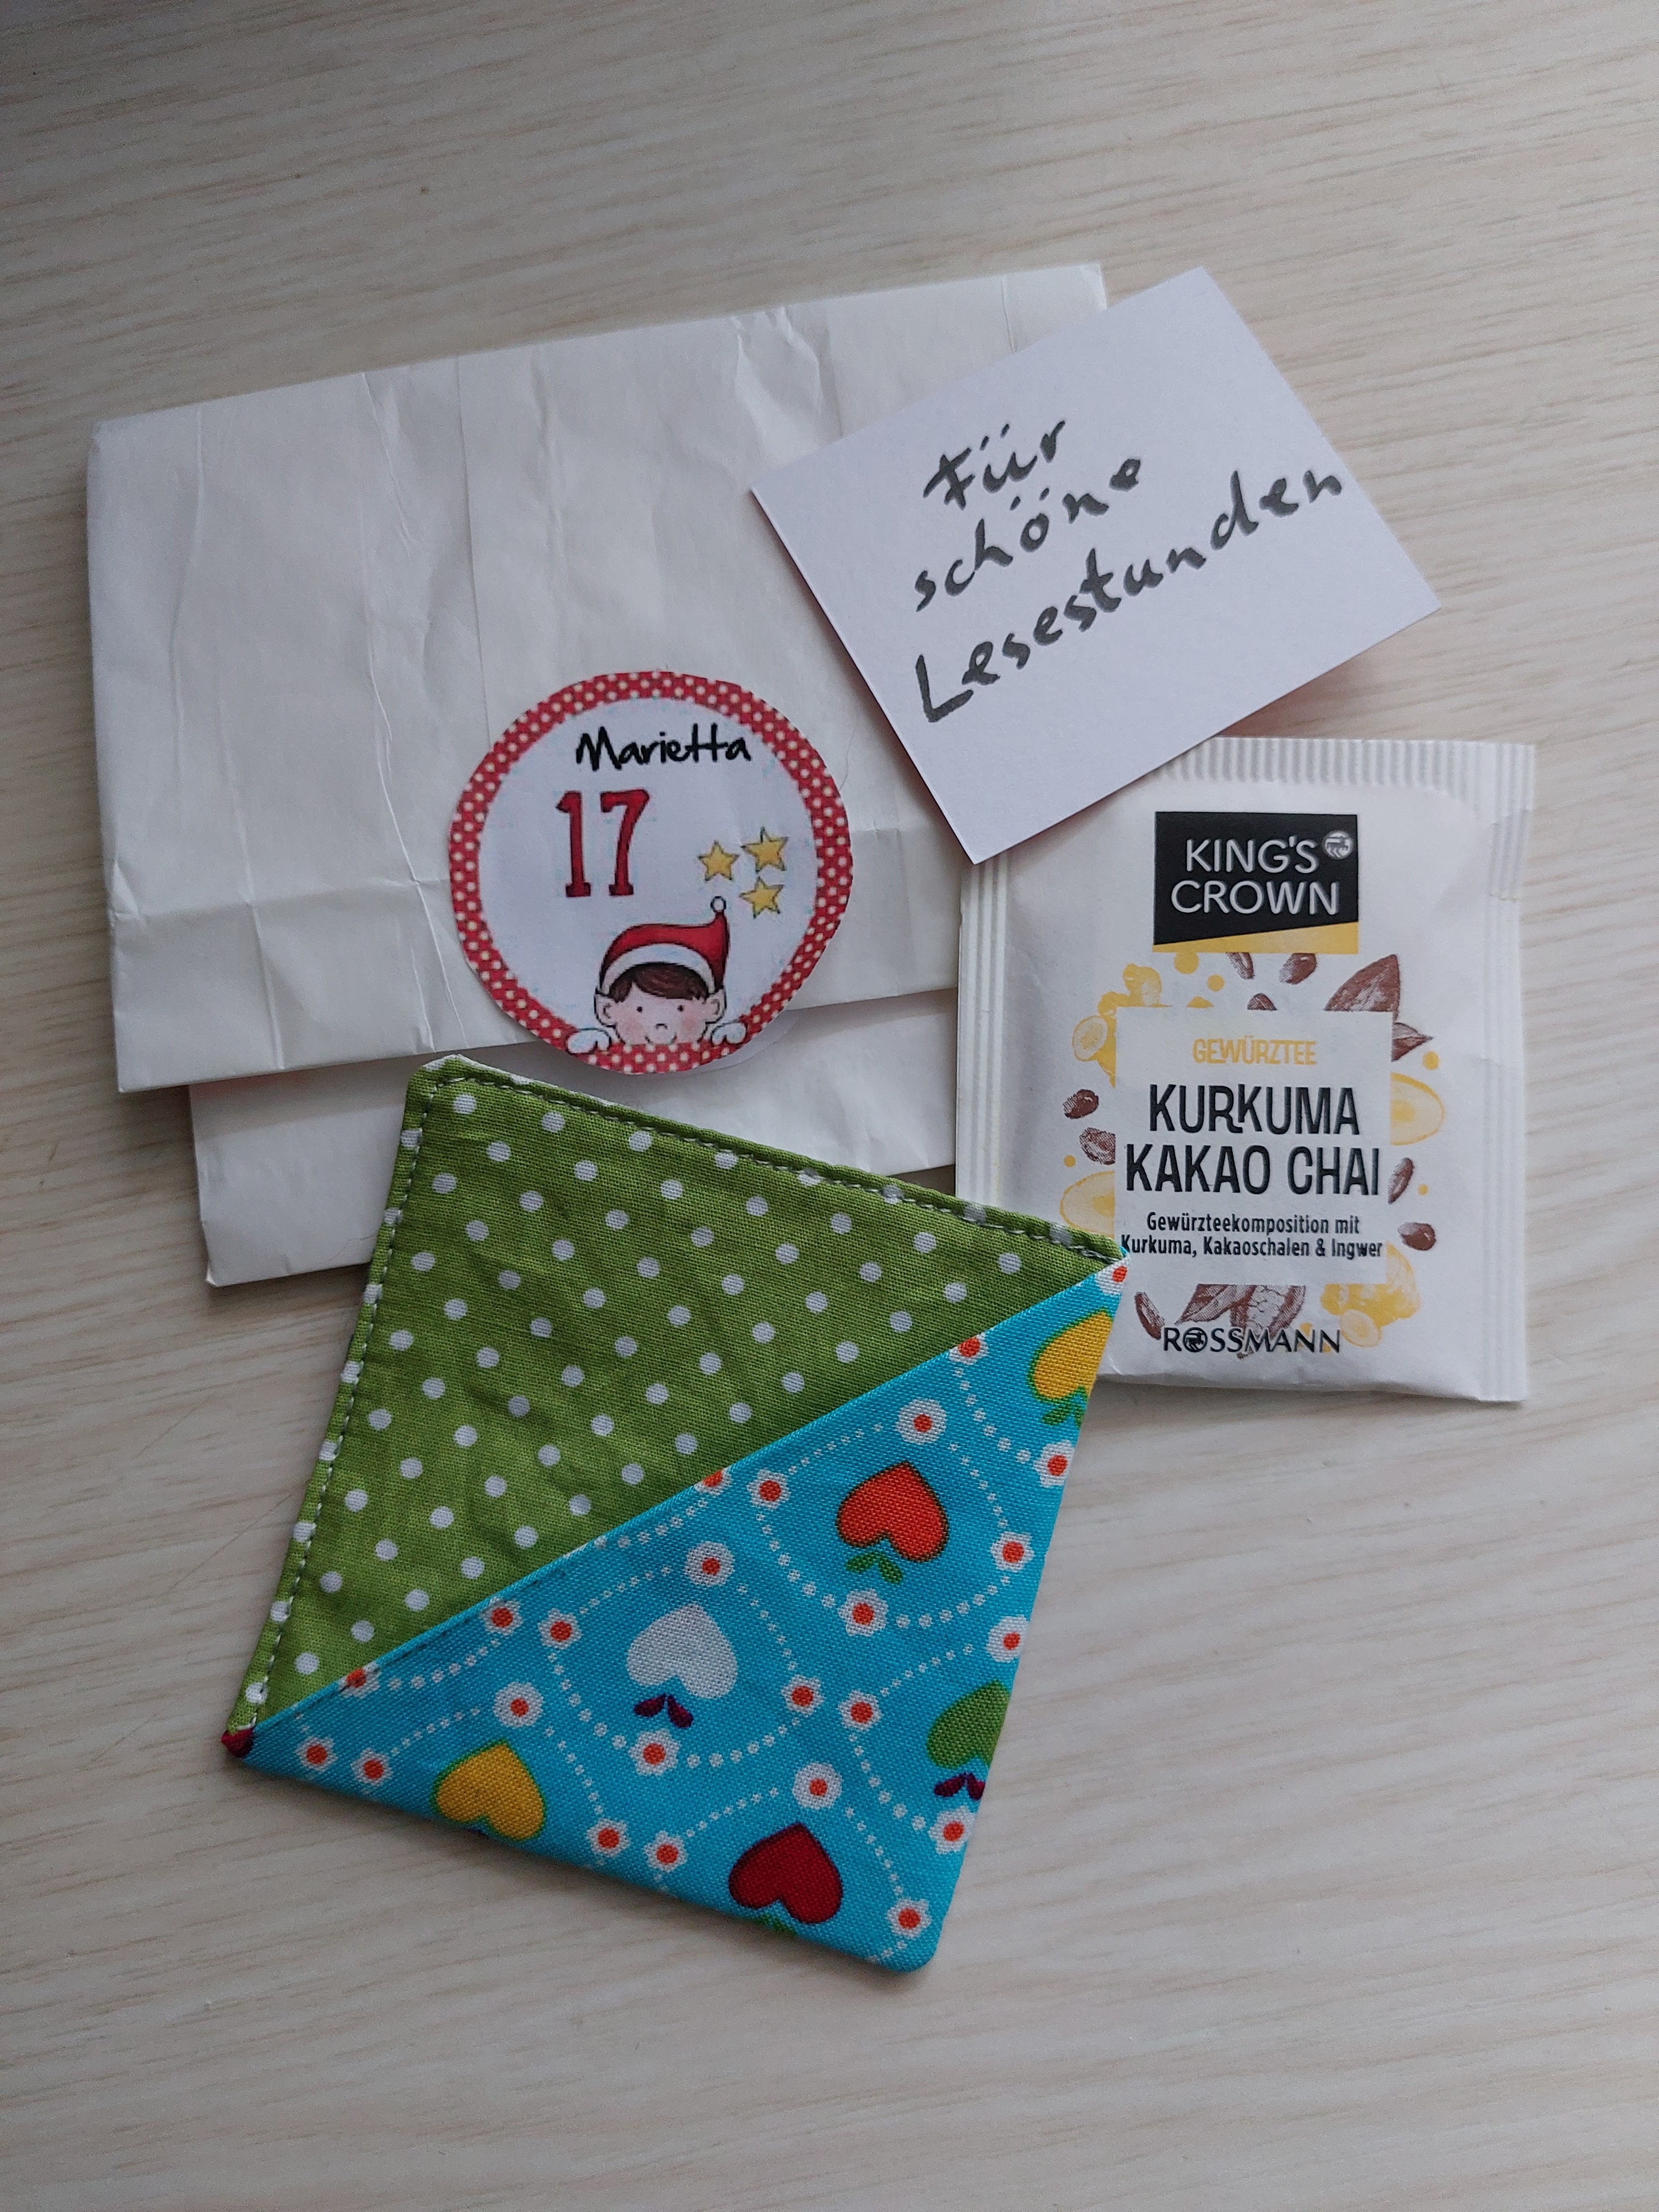 Für
schöne
Lesestunden
Marietta
17
KING'S
CROWN
GEWÜRZTEE
KURKUMA
KAKAO CHAI
Gewürzteekomposition mit
Kurkuma, Kakaoschalen & Ingwer
ROSSMANN